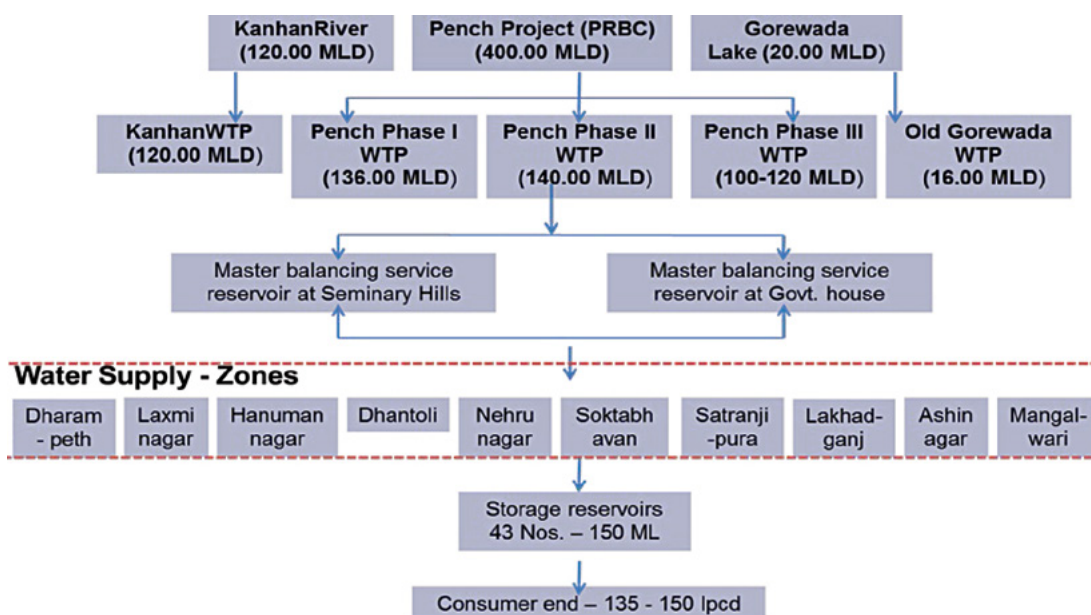 KanhanRiver
(120.00 MLD)
Pench Project (PRBC)
(400.00 MLD)
Gorewada
Lake (20.00 MLD)
KanhanWTP
(120.00 MLD)
Pench Phase I
WTP
(136.00 MLD)
Pench Phase II
WTP
(140.00 MLD)
Pench Phase III
WTP
(100-120 MLD)
Old Gorewada
WTP
(16.00 MLD)
Master balancing service
reservoir at Seminary Hills
Master balancing service
reservoir at Govt. house
Water Supply - Zones
Dharam
- peth
Laxmi
nagar
Hanuman
nagar
Dhantoli
Nehru
nagar
Soktabh
avan
Satranji
-pura
Lakhad-
ganj
Ashin
agar
Mangal-
wari
Storage reservoirs
43 Nos. – 150 ML
Consumer end – 135 - 150 lpcd